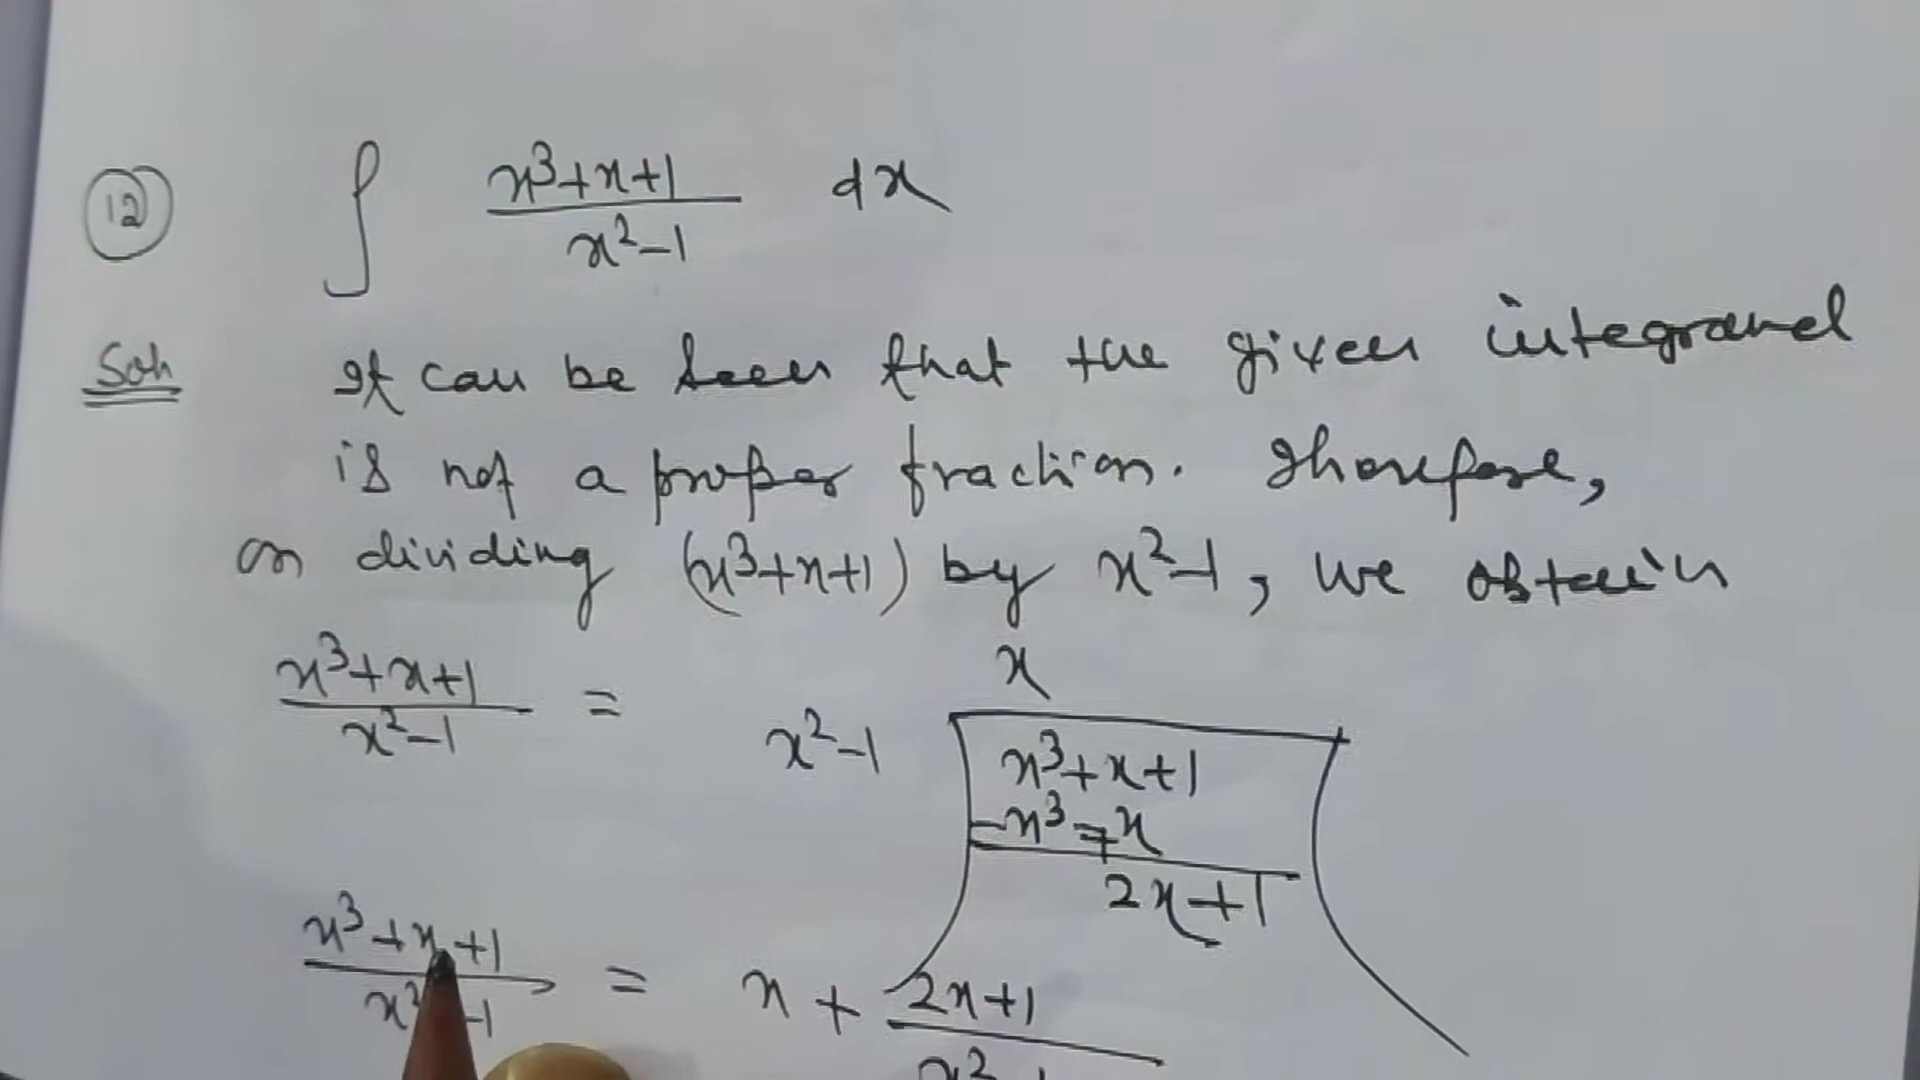 12 ∫ x³+x+1 / x²-1 dx
Soln It can be seen that the given integrand
is not a proper fraction. Therefore,
on dividing (x³+x+1) by x²-1, we obtain
x³+x+1 / x²-1 =
x
x²-1
x³+x+1
-x³ ∓ x
2x+1
x³+x+1 / x²-1 = x + 2x+1 / x²